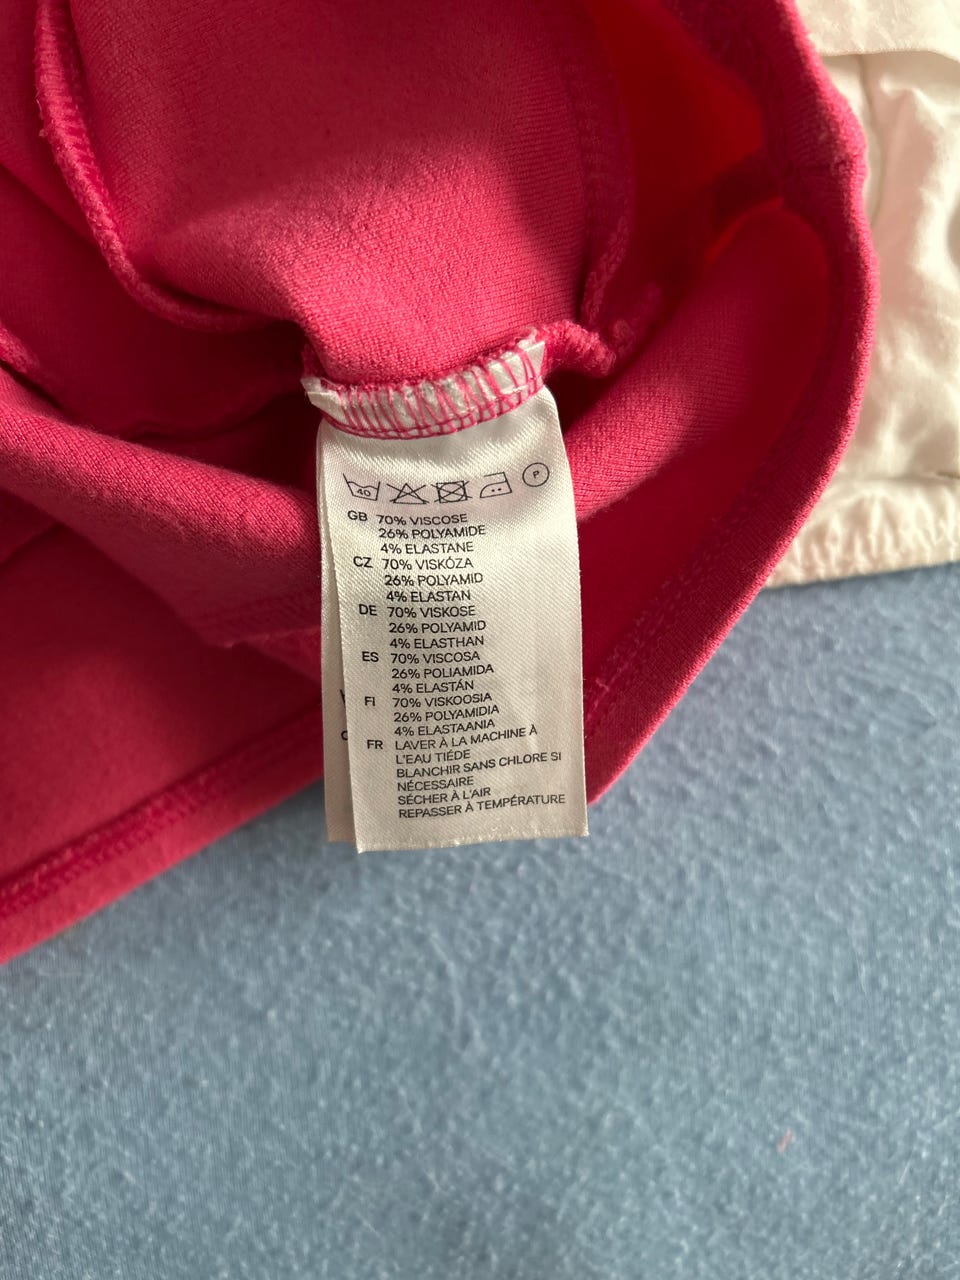 40 P
GB 70% VISCOSE
26% POLYAMIDE
4% ELASTANE
CZ 70% VISKÓZA
26% POLYAMID
4% ELASTAN
DE 70% VISKOSE
26% POLYAMID
4% ELASTHAN
ES 70% VISCOSA
26% POLIAMIDA
4% ELASTÁN
FI 70% VISKOOSIA
26% POLYAMIDIA
4% ELASTAANIA
FR LAVER À LA MACHINE À
L'EAU TIÉDE
BLANCHIR SANS CHLORE SI
NÉCESSAIRE
SÉCHER À L'AIR
REPASSER À TEMPÉRATURE